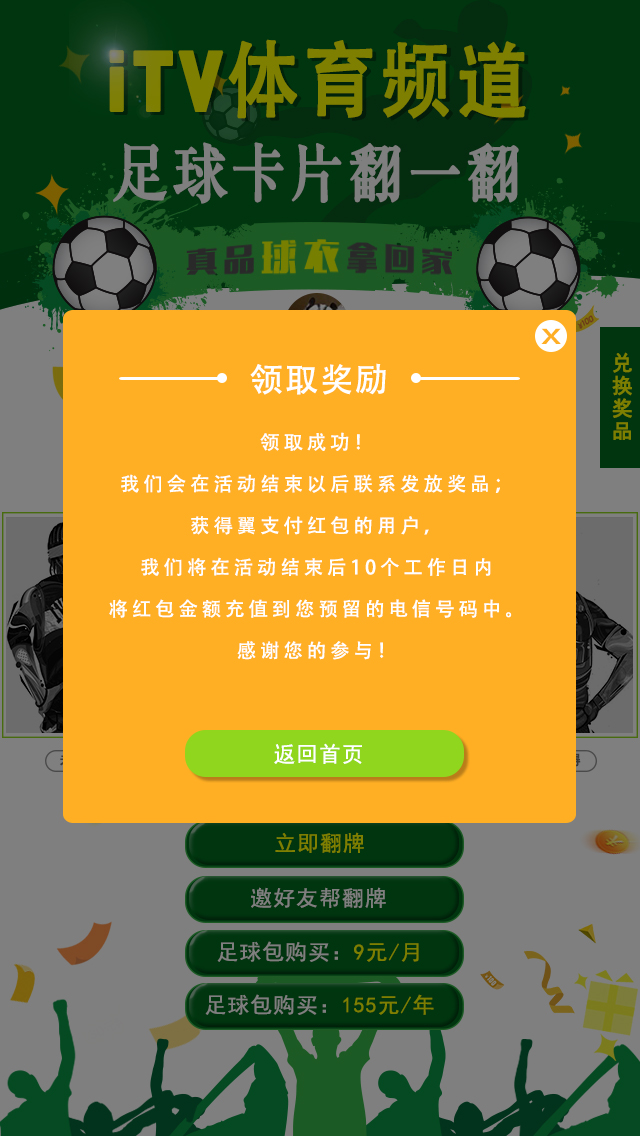 iTV体育频道
足球卡片翻一翻
真品球衣拿回家
¥100
兑换奖品
领取奖励
领取成功！
我们会在活动结束以后联系发放奖品；
获得翼支付红包的用户，
我们将在活动结束后10个工作日内
将红包金额充值到您预留的电信号码中。
感谢您的参与！
返回首页
立即翻牌
邀好友帮翻牌
足球包购买：9元/月
足球包购买：155元/年